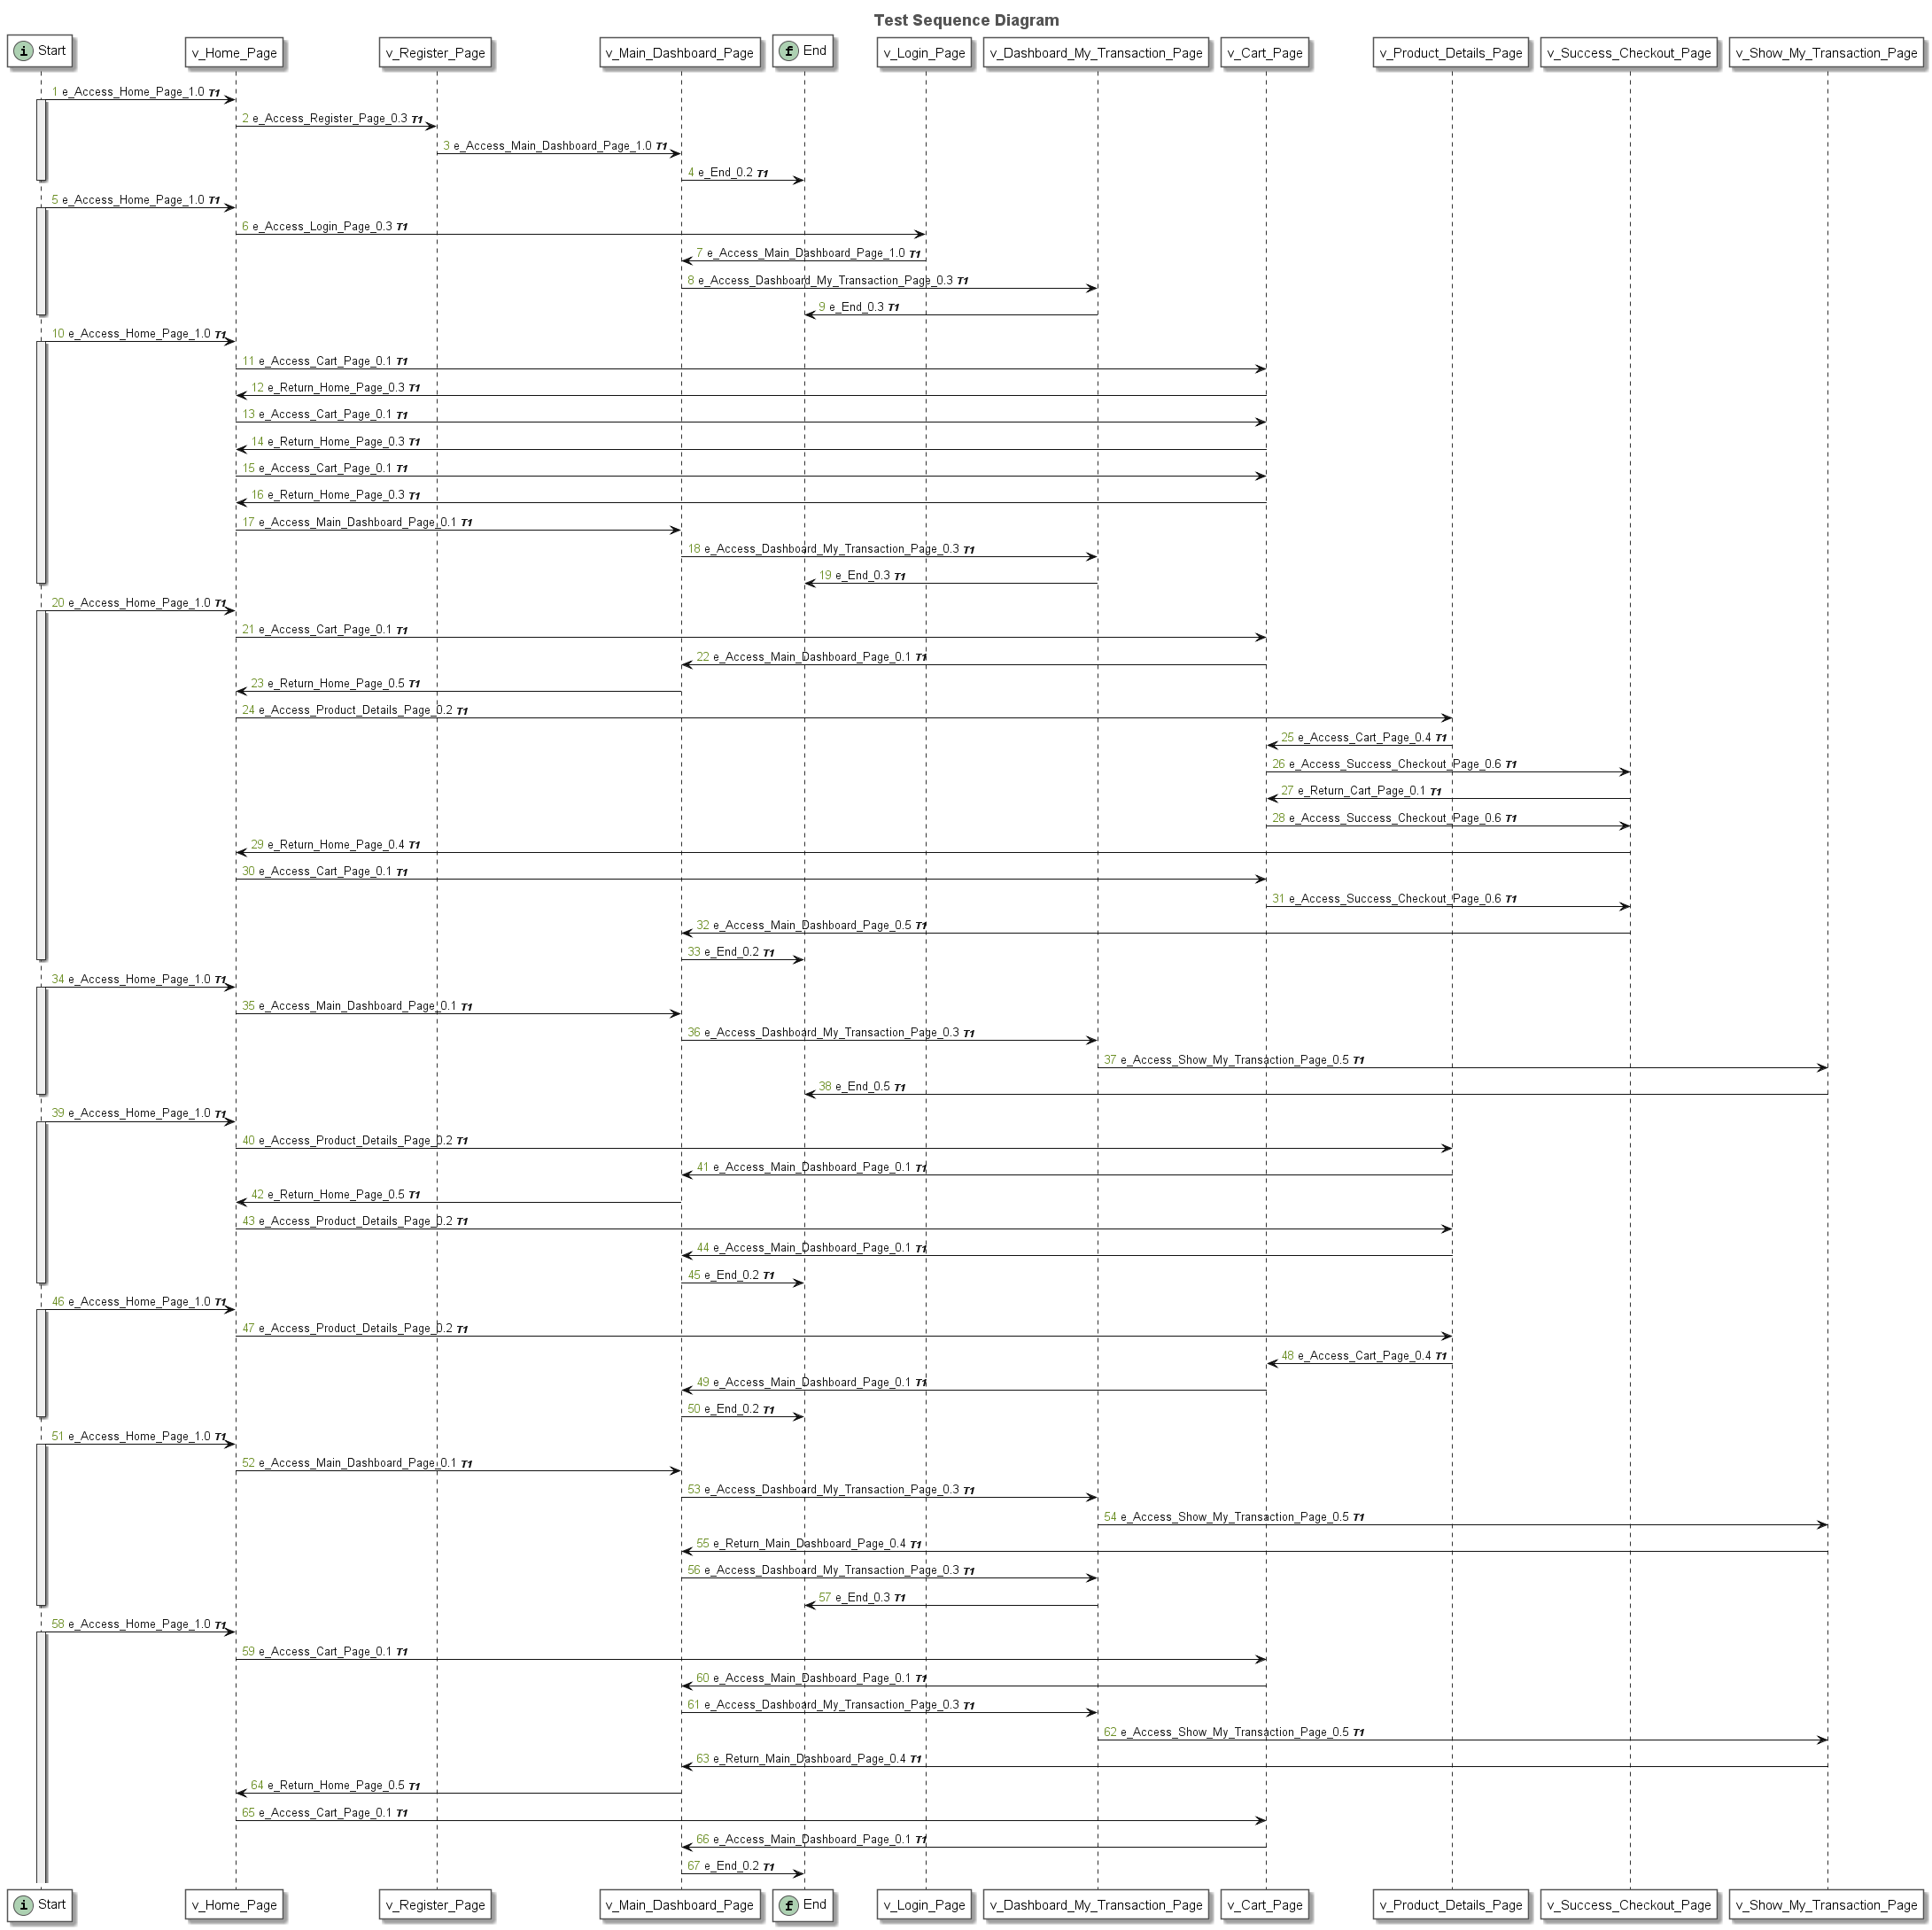 Test Sequence Diagram
i Start v_Home_Page v_Register_Page v_Main_Dashboard_Page f End v_Login_Page v_Dashboard_My_Transaction_Page v_Cart_Page v_Product_Details_Page v_Success_Checkout_Page v_Show_My_Transaction_Page
1 e_Access_Home_Page_1.0 T1
2 e_Access_Register_Page_0.3 T1
3 e_Access_Main_Dashboard_Page_1.0 T1
4 e_End_0.2 T1
5 e_Access_Home_Page_1.0 T1
6 e_Access_Login_Page_0.3 T1
7 e_Access_Main_Dashboard_Page_1.0 T1
8 e_Access_Dashboard_My_Transaction_Page_0.3 T1
9 e_End_0.3 T1
10 e_Access_Home_Page_1.0 T1
11 e_Access_Cart_Page_0.1 T1
12 e_Return_Home_Page_0.3 T1
13 e_Access_Cart_Page_0.1 T1
14 e_Return_Home_Page_0.3 T1
15 e_Access_Cart_Page_0.1 T1
16 e_Return_Home_Page_0.3 T1
17 e_Access_Main_Dashboard_Page_0.1 T1
18 e_Access_Dashboard_My_Transaction_Page_0.3 T1
19 e_End_0.3 T1
20 e_Access_Home_Page_1.0 T1
21 e_Access_Cart_Page_0.1 T1
22 e_Access_Main_Dashboard_Page_0.1 T1
23 e_Return_Home_Page_0.5 T1
24 e_Access_Product_Details_Page_0.2 T1
25 e_Access_Cart_Page_0.4 T1
26 e_Access_Success_Checkout_Page_0.6 T1
27 e_Return_Cart_Page_0.1 T1
28 e_Access_Success_Checkout_Page_0.6 T1
29 e_Return_Home_Page_0.4 T1
30 e_Access_Cart_Page_0.1 T1
31 e_Access_Success_Checkout_Page_0.6 T1
32 e_Access_Main_Dashboard_Page_0.5 T1
33 e_End_0.2 T1
34 e_Access_Home_Page_1.0 T1
35 e_Access_Main_Dashboard_Page_0.1 T1
36 e_Access_Dashboard_My_Transaction_Page_0.3 T1
37 e_Access_Show_My_Transaction_Page_0.5 T1
38 e_End_0.5 T1
39 e_Access_Home_Page_1.0 T1
40 e_Access_Product_Details_Page_0.2 T1
41 e_Access_Main_Dashboard_Page_0.1 T1
42 e_Return_Home_Page_0.5 T1
43 e_Access_Product_Details_Page_0.2 T1
44 e_Access_Main_Dashboard_Page_0.1 T1
45 e_End_0.2 T1
46 e_Access_Home_Page_1.0 T1
47 e_Access_Product_Details_Page_0.2 T1
48 e_Access_Cart_Page_0.4 T1
49 e_Access_Main_Dashboard_Page_0.1 T1
50 e_End_0.2 T1
51 e_Access_Home_Page_1.0 T1
52 e_Access_Main_Dashboard_Page_0.1 T1
53 e_Access_Dashboard_My_Transaction_Page_0.3 T1
54 e_Access_Show_My_Transaction_Page_0.5 T1
55 e_Return_Main_Dashboard_Page_0.4 T1
56 e_Access_Dashboard_My_Transaction_Page_0.3 T1
57 e_End_0.3 T1
58 e_Access_Home_Page_1.0 T1
59 e_Access_Cart_Page_0.1 T1
60 e_Access_Main_Dashboard_Page_0.1 T1
61 e_Access_Dashboard_My_Transaction_Page_0.3 T1
62 e_Access_Show_My_Transaction_Page_0.5 T1
63 e_Return_Main_Dashboard_Page_0.4 T1
64 e_Return_Home_Page_0.5 T1
65 e_Access_Cart_Page_0.1 T1
66 e_Access_Main_Dashboard_Page_0.1 T1
67 e_End_0.2 T1
i Start v_Home_Page v_Register_Page v_Main_Dashboard_Page f End v_Login_Page v_Dashboard_My_Transaction_Page v_Cart_Page v_Product_Details_Page v_Success_Checkout_Page v_Show_My_Transaction_Page